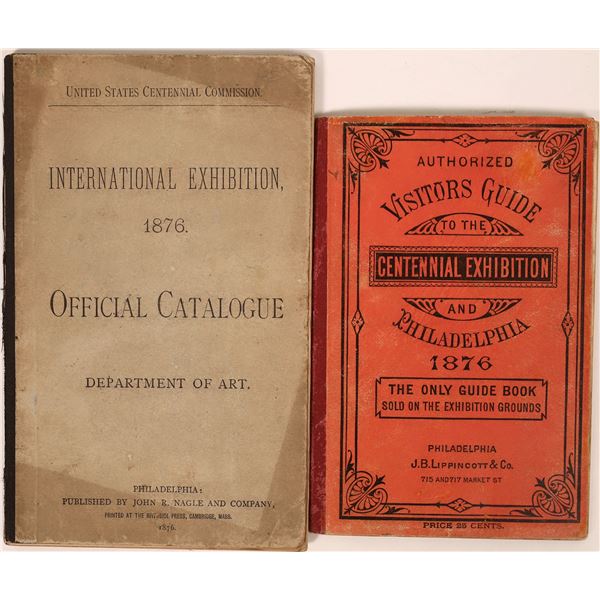 UNITED STATES CENTENNIAL COMMISSION.
INTERNATIONAL EXHIBITION,
1876.
OFFICIAL CATALOGUE
DEPARTMENT OF ART.
PHILADELPHIA:
PUBLISHED BY JOHN R. NAGLE AND COMPANY,
PRINTED AT THE RIVERSIDE PRESS, CAMBRIDGE, MASS.
1876.
AUTHORIZED
VISITORS GUIDE
TO THE
CENTENNIAL EXHIBITION
AND
PHILADELPHIA
1876
THE ONLY GUIDE BOOK
SOLD ON THE EXHIBITION GROUNDS
PHILADELPHIA
J.B. LIPPINCOTT & CO.
715 AND 717 MARKET ST
PRICE 25 CENTS.